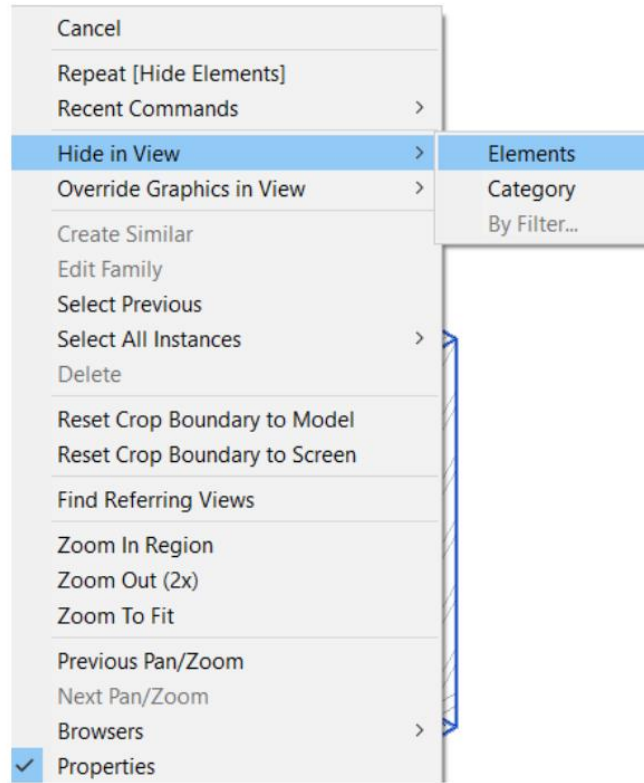 Cancel
Repeat [Hide Elements]
Recent Commands
Hide in View
Elements
Override Graphics in View
Category
By Filter...
Create Similar
Edit Family
Select Previous
Select All Instances
Delete
Reset Crop Boundary to Model
Reset Crop Boundary to Screen
Find Referring Views
Zoom In Region
Zoom Out (2x)
Zoom To Fit
Previous Pan/Zoom
Next Pan/Zoom
Browsers
Properties